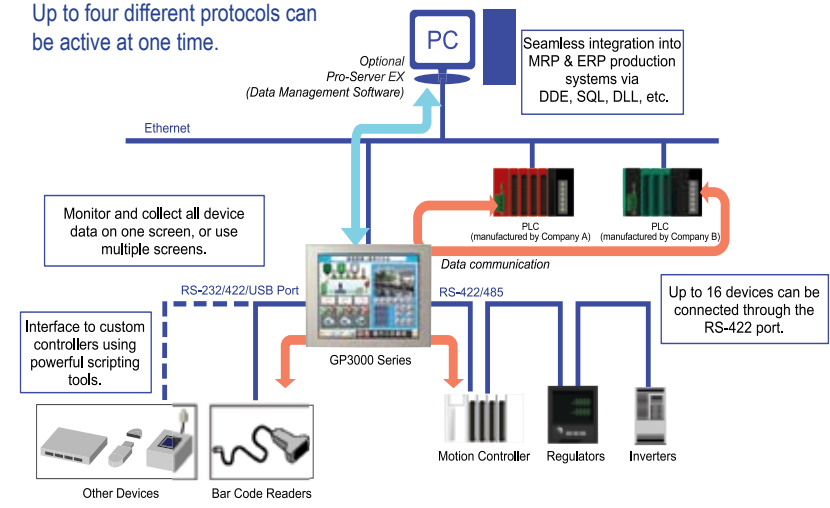 Up to four different protocols can
be active at one time.
PC
Optional
Pro-Server EX
(Data Management Software)
Seamless integration into
MRP & ERP production
systems via
DDE, SQL, DLL, etc.
Ethernet
Monitor and collect all device
data on one screen, or use
multiple screens.
PLC
(manufactured by Company A)
PLC
(manufactured by Company B)
Data communication
RS-232/422/USB Port
RS-422/485
Up to 16 devices can be
connected through the
RS-422 port.
Interface to custom
controllers using
powerful scripting
tools.
GP3000 Series
Motion Controller
Regulators
Inverters
Other Devices
Bar Code Readers